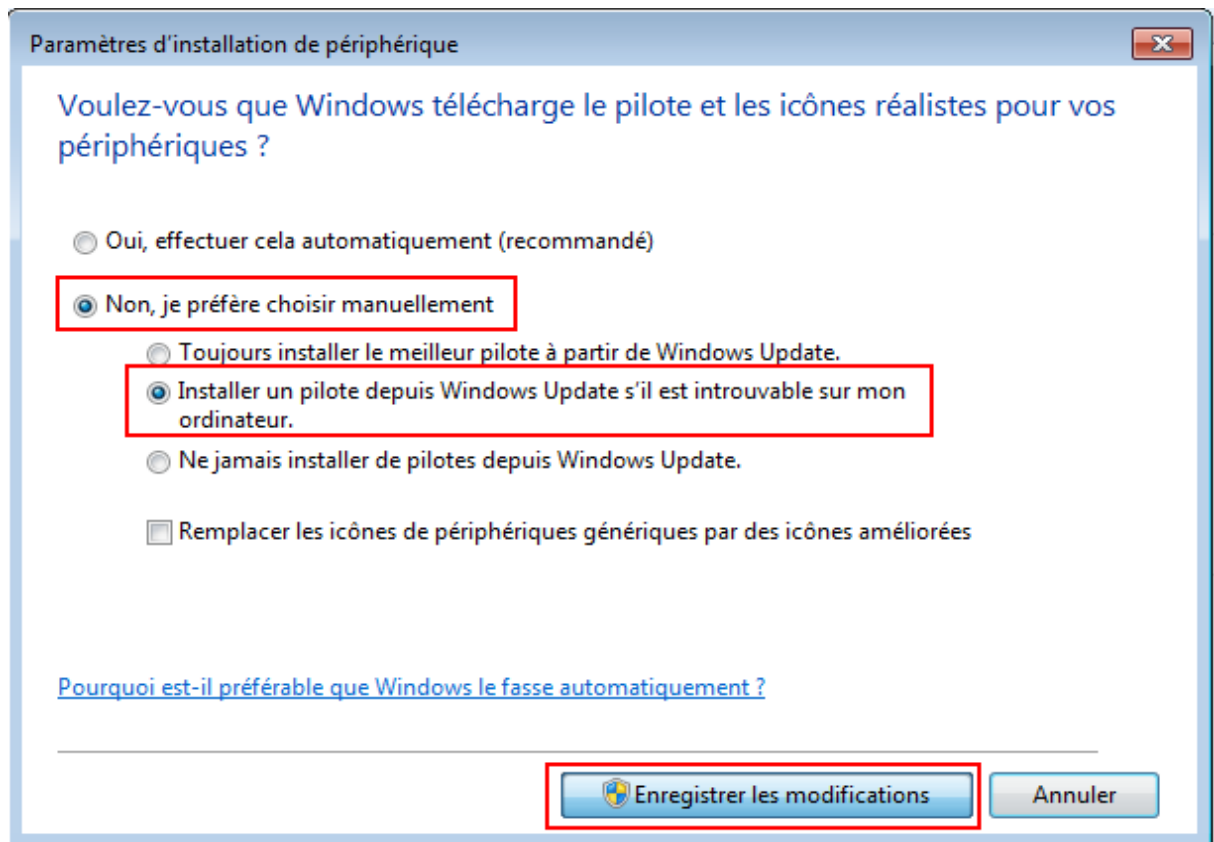 Paramètres d'installation de périphérique
Voulez-vous que Windows télécharge le pilote et les icônes réalistes pour vos
périphériques ?
Oui, effectuer cela automatiquement (recommandé)
Non, je préfère choisir manuellement
Toujours installer le meilleur pilote à partir de Windows Update.
Installer un pilote depuis Windows Update s'il est introuvable sur mon
ordinateur.
Ne jamais installer de pilotes depuis Windows Update.
Remplacer les icônes de périphériques génériques par des icônes améliorées
Pourquoi est-il préférable que Windows le fasse automatiquement ?
Enregistrer les modifications
Annuler